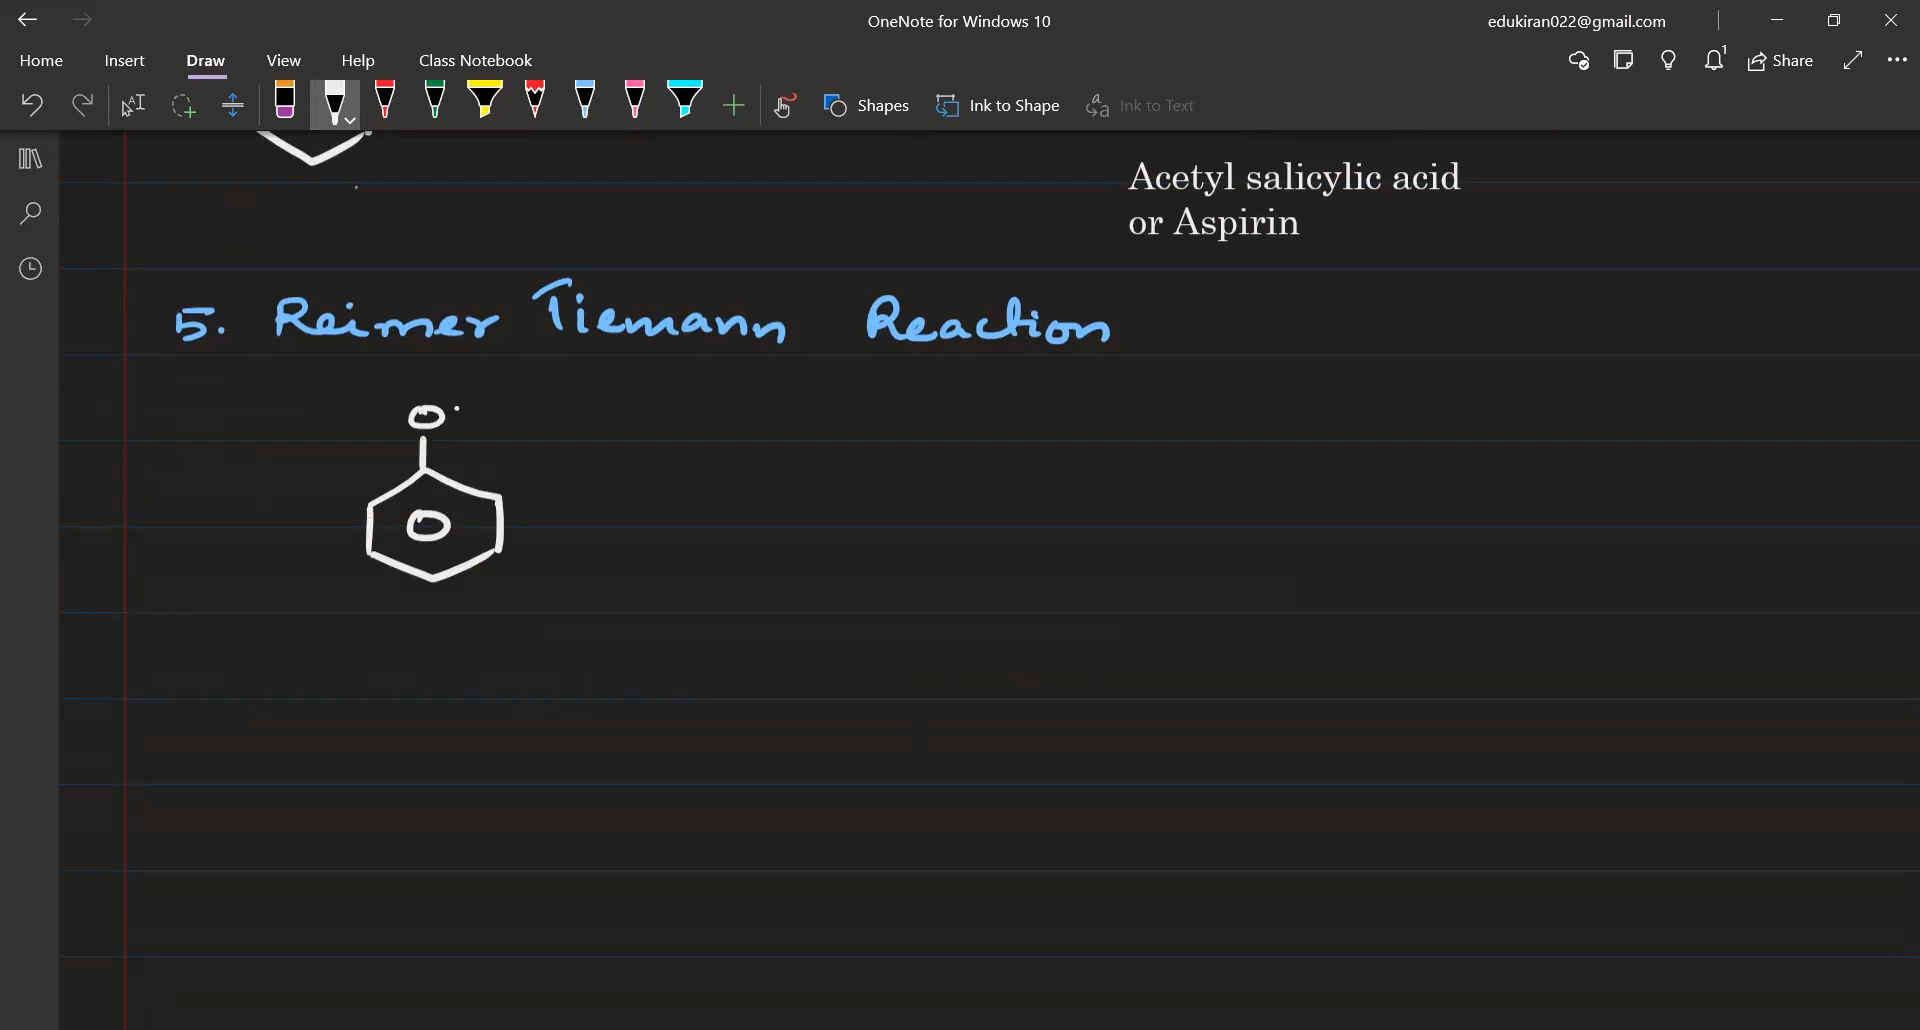 OneNote for Windows 10
edukiran022@gmail.com
Home Insert Draw View Help Class Notebook
1
Share
Shapes
Ink to Shape
Ink to Text
Acetyl salicylic acid
or Aspirin
5. Reimer Tiemann Reaction
O